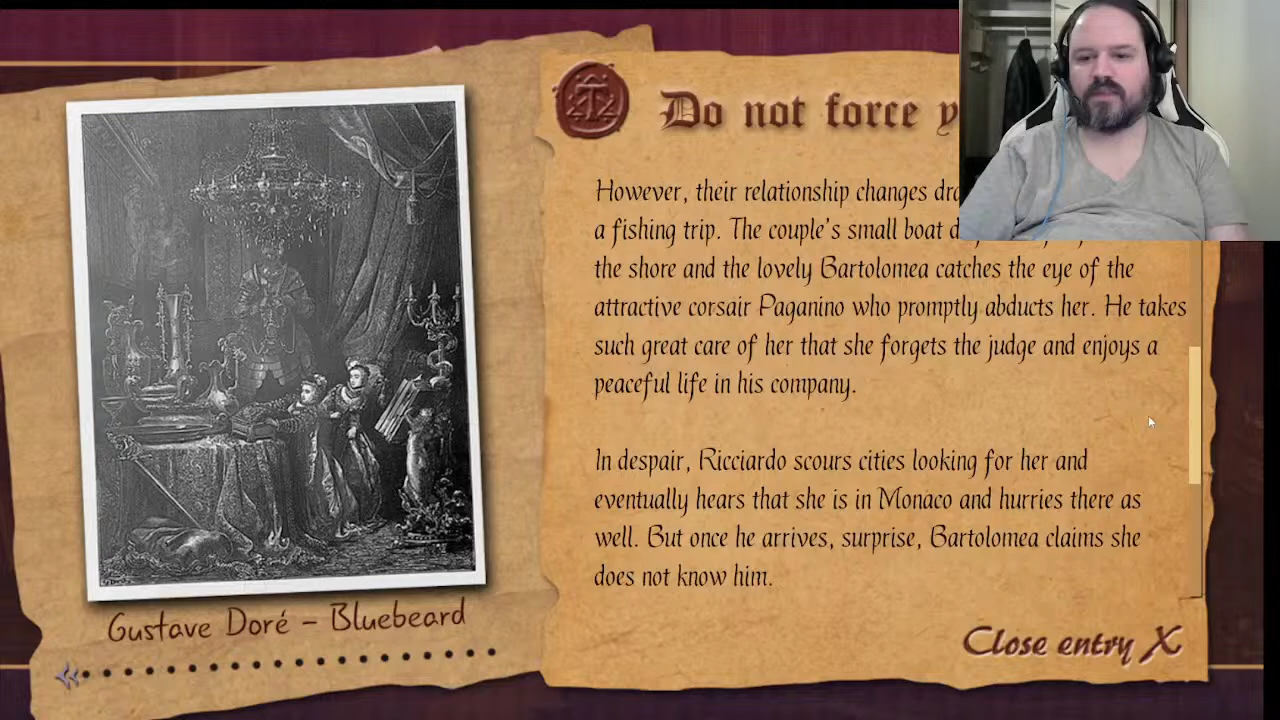 Do not force y
However, their relationship changes
a fishing trip. The couple's small boat
the shore and the lovely Bartolomea catches the eye of the
attractive corsair Paganino who promptly abducts her. He takes
such great care of her that she forgets the judge and enjoys a
peaceful life in his company.
In despair, Ricciardo scours cities looking for her and
eventually hears that she is in Monaco and hurries there as
well. But once he arrives, surprise, Bartolomea claims she
does not know him.
Gustave Doré - Bluebeard
Close entry X